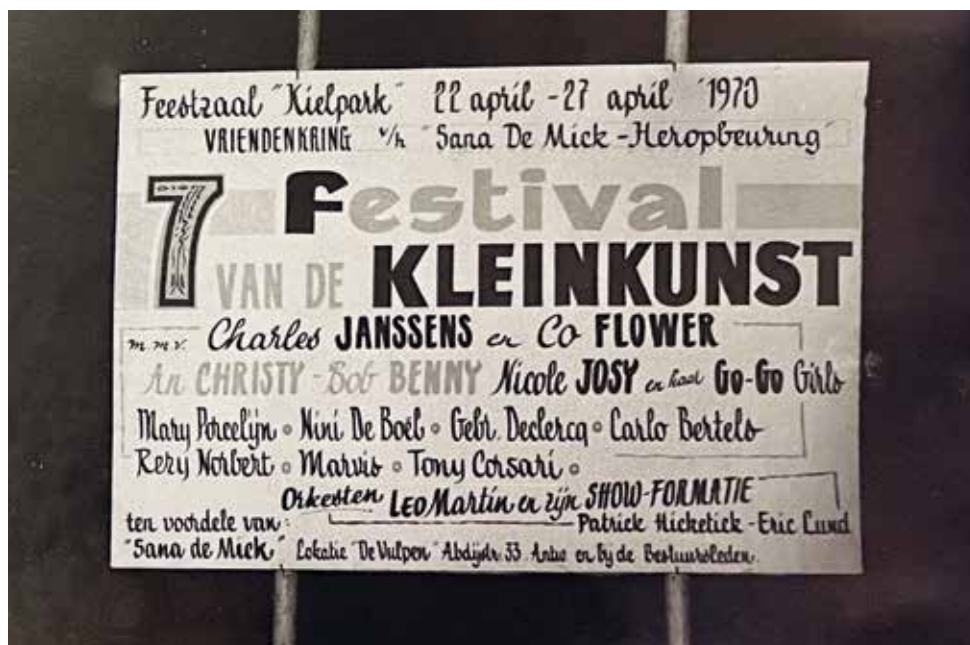 Feestzaal "Kielpark" 22 april - 27 april '1970
VRIENDENKRING v/h "Sana De Mick - Heropbeuring"
7 Festival
VAN DE KLEINKUNST
m.m.v. Charles JANSSENS en Co FLOWER
An CHRISTY - Bob BENNY Nicole JOSY en haar GO-GO Girls
Mary Porcelijn • Nini De Boel • Gebr. Declercq • Carlo Bertels
Rery Norbert • Marvis • Tony Corsari •
Orkesten Leo Martin en zijn SHOW-FORMATIE
ten voordele van: Patrick Hicketick - Eric Lund
"Sana de Mick" Lokatie "De Vulpen" Abdijstr. 33 Antw en by de Bestuursleden.